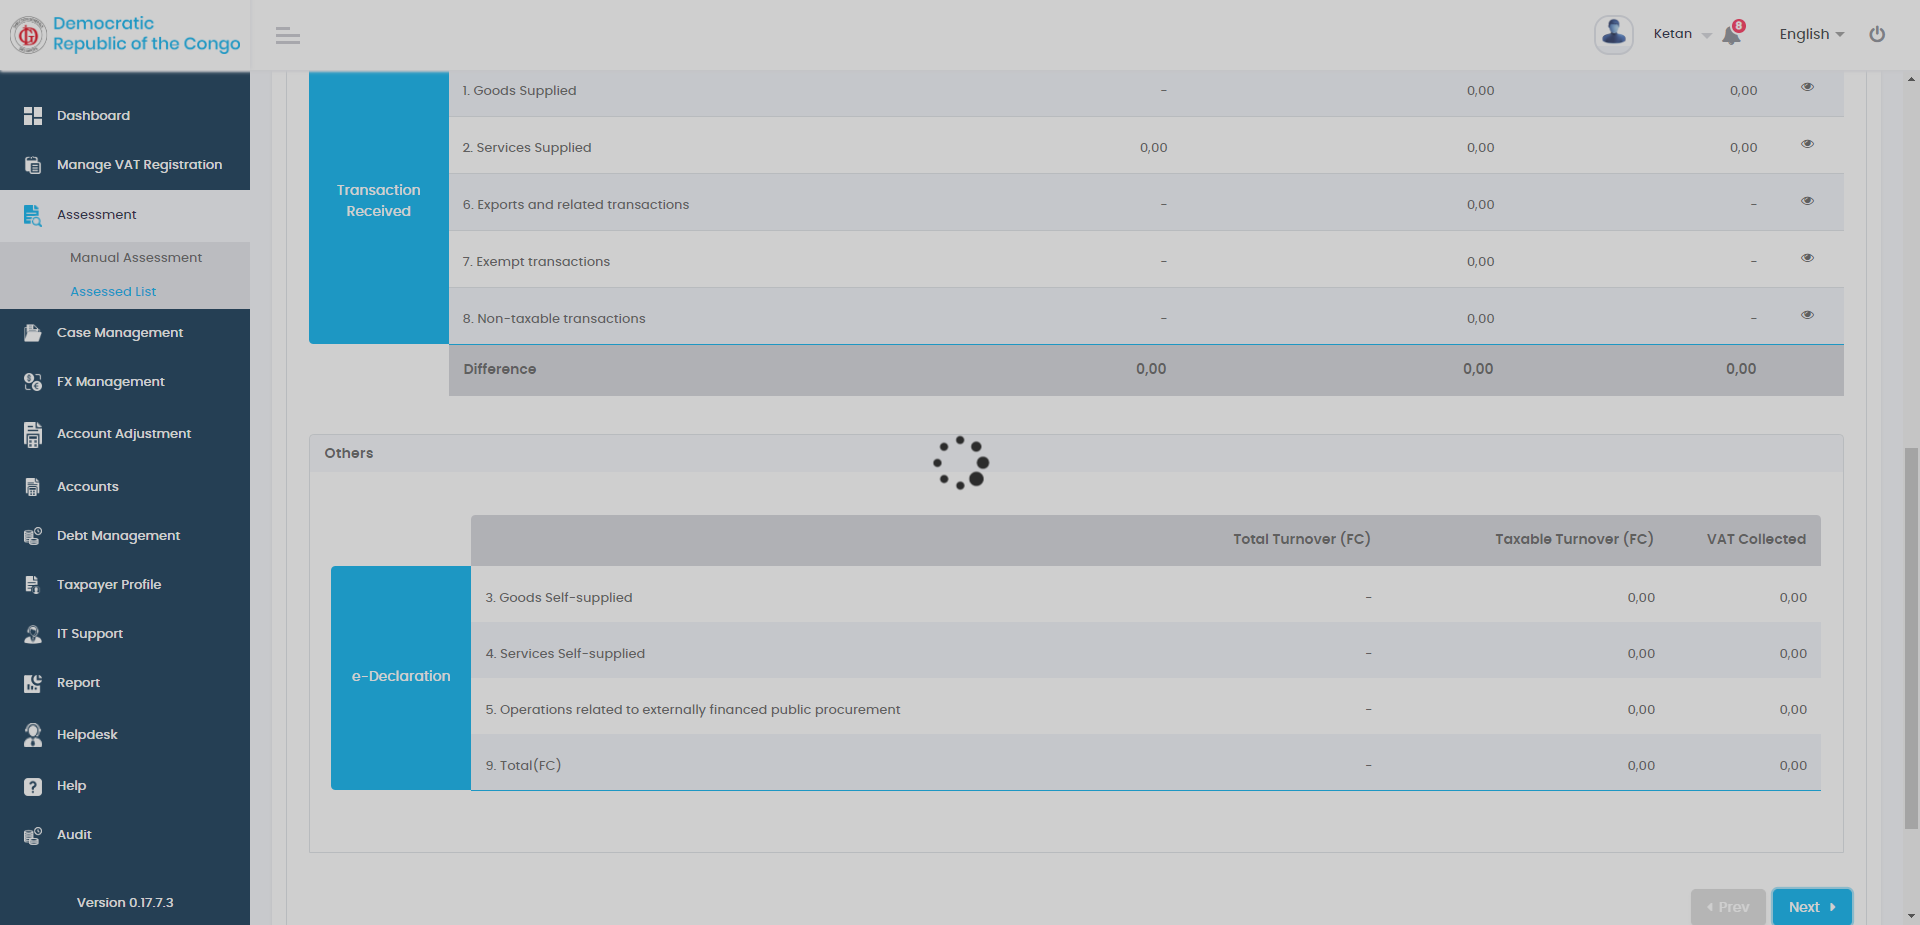 Democratic
Republic of the Congo
Ketan
8
English
Dashboard
Manage VAT Registration
Assessment
Manual Assessment
Assessed List
Case Management
FX Management
Account Adjustment
Accounts
Debt Management
Taxpayer Profile
IT Support
Report
Helpdesk
Help
Audit
Version 0.17.7.3
Transaction
Received
1. Goods Supplied - 0,00 0,00
2. Services Supplied 0,00 0,00 0,00
6. Exports and related transactions - 0,00 -
7. Exempt transactions - 0,00 -
8. Non-taxable transactions - 0,00 -
Difference 0,00 0,00 0,00
Others
Total Turnover (FC) Taxable Turnover (FC) VAT Collected
e-Declaration
3. Goods Self-supplied - 0,00 0,00
4. Services Self-supplied - 0,00 0,00
5. Operations related to externally financed public procurement - 0,00 0,00
9. Total(FC) - 0,00 0,00
Prev
Next